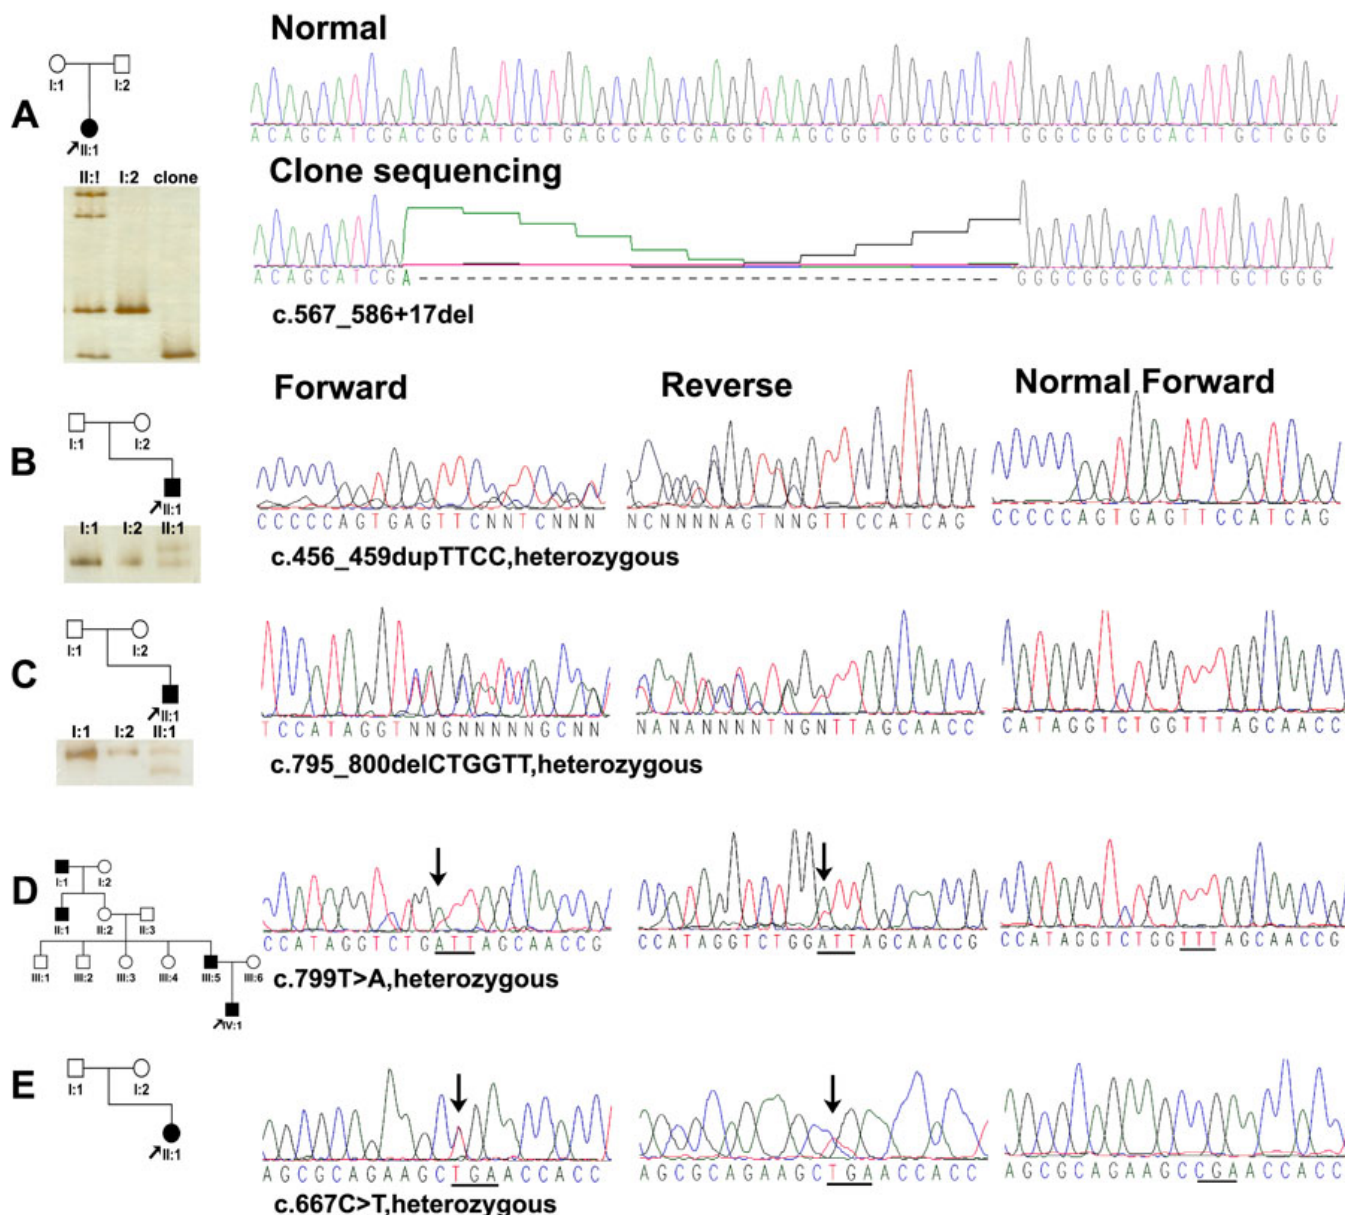 Normal
A
I:1
I:2
II:1
ACAGCATCGACGGCATCCTGAGCGAGCGAGGTAAGCGGTGGCGCCTTGGGCGGCGCACTTGCTGGG
Clone sequencing
II:! I:2 clone
ACAGCATCGA GGGCGGCGCACTTGCTGGG
c.567_586+17del
Forward Reverse Normal Forward
B
I:1
I:2
II:1
I:1 I:2 II:1
CCCCCAGTGAGTTCNNTCNNN
NCNNNNAGTNNGTTCCATCAG
CCCCCAGTGAGTTCCATCAG
c.456_459dupTTCC,heterozygous
C
I:1
I:2
II:1
I:1 I:2 II:1
TCCATAGGTNNGNNNNNGCNN
NANANNNNTNGNTTAGCAACC
CATAGGTCTGGTTTAGCAACC
c.795_800delCTGGTT,heterozygous
D
I:1
I:2
II:1
II:2
II:3
III:1
III:2
III:3
III:4
III:5
III:6
IV:1
CCATAGGTCTGATTAGCAACCG
CCATAGGTCTGGATTAGCAACCG
CCATAGGTCTGGTTTAGCAACCG
c.799T>A,heterozygous
E
I:1
I:2
II:1
AGCGCAGAAGCTGAACCACC
AGCGCAGAAGCTGAACCACC
AGCGCAGAAGCCGAACCACC
c.667C>T,heterozygous